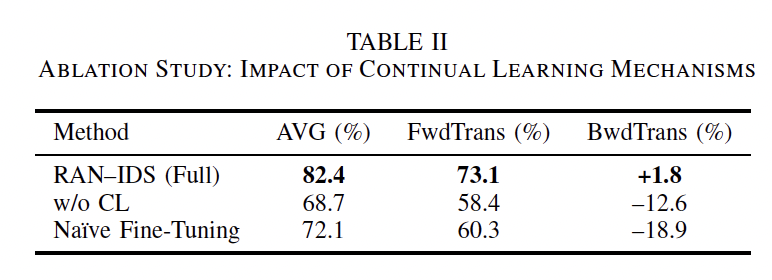 TABLE II
ABLATION STUDY: IMPACT OF CONTINUAL LEARNING MECHANISMS
Method AVG (%) FwdTrans (%) BwdTrans (%)
RAN–IDS (Full) 82.4 73.1 +1.8
w/o CL 68.7 58.4 –12.6
Naïve Fine-Tuning 72.1 60.3 –18.9